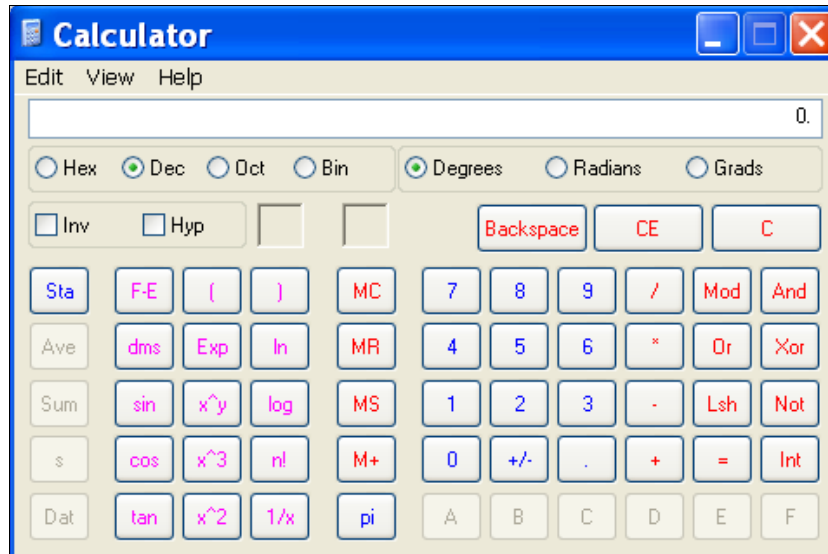 Calculator
Edit View Help
0.
Hex Dec Oct Bin Degrees Radians Grads
Inv Hyp Backspace CE C
Sta F-E ( ) MC 7 8 9 / Mod And
Ave dms Exp ln MR 4 5 6 * Or Xor
Sum sin x^y log MS 1 2 3 - Lsh Not
s cos x^3 n! M+ 0 +/- . + = Int
Dat tan x^2 1/x pi A B C D E F